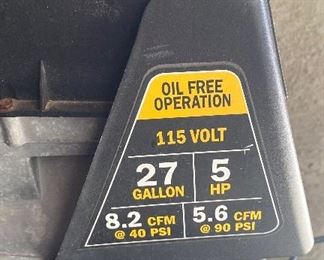 OIL FREE
OPERATION
115 VOLT
27 5
GALLON HP
8.2 CFM 5.6 CFM
@ 40 PSI @ 90 PSI